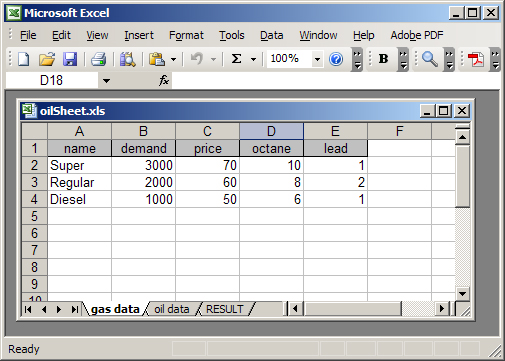 Microsoft Excel
File Edit View Insert Format Tools Data Window Help Adobe PDF
Σ 100% ? B
D18 fx
oilSheet.xls
A B C D E F
1 name demand price octane lead
2 Super 3000 70 10 1
3 Regular 2000 60 8 2
4 Diesel 1000 50 6 1
5
6
7
8
9
10
gas data oil data RESULT
Ready